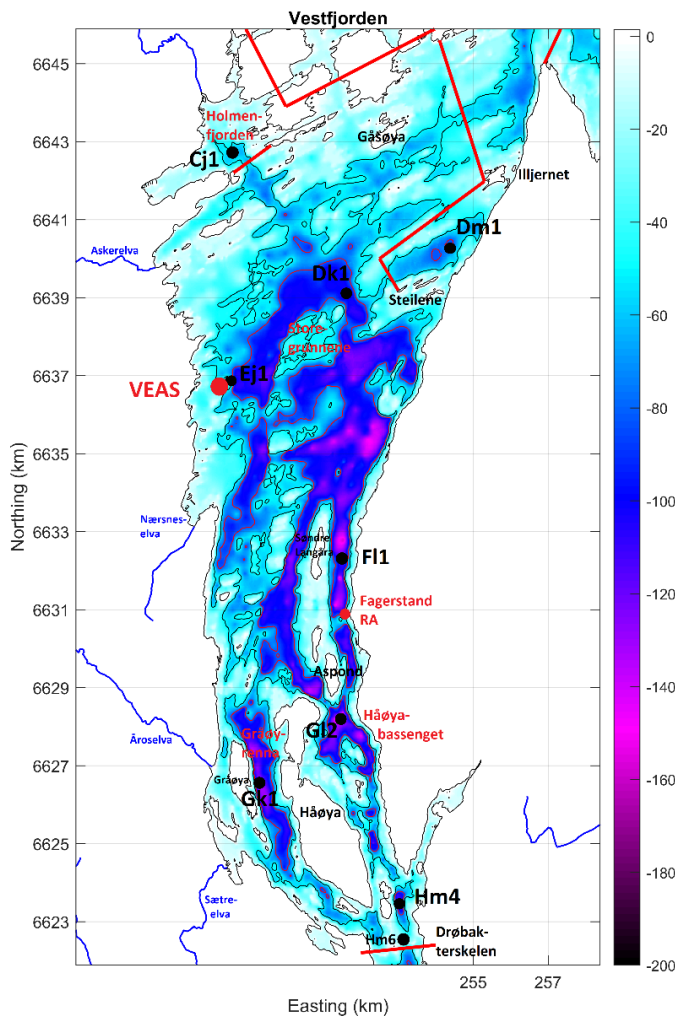 Vestfjorden
6645
6643
6641
6639
6637
6635
6633
6631
6629
6627
6625
6623
Northing (km)
Holmen-
fjorden
Cj1
Gåsøya
Illjernet
Askerelva
Dm1
Dk1
Steilene
Store-
grunnene
VEAS
Ej1
Nærsnes-
elva
Søndre
Langåra
Fl1
Fagerstand
RA
Aspond
Åroselva
Gråøy-
renna
Gl2
Håøya-
bassenget
Gråøya
Gk1
Håøya
Sætre-
elva
Hm4
Hm6
Drøbak-
terskelen
255
257
Easting (km)
0
-20
-40
-60
-80
-100
-120
-140
-160
-180
-200